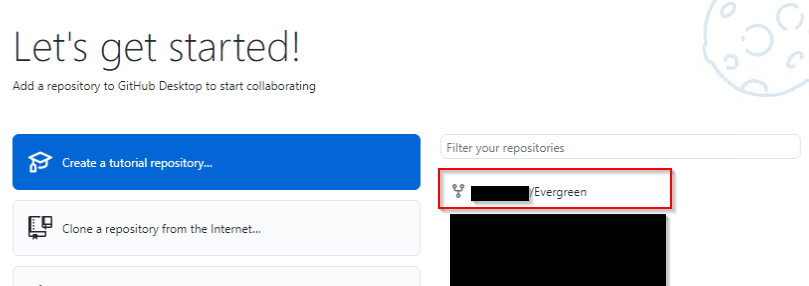 Let's get started!
Add a repository to GitHub Desktop to start collaborating
Create a tutorial repository...
Filter your repositories
/Evergreen
Clone a repository from the Internet...